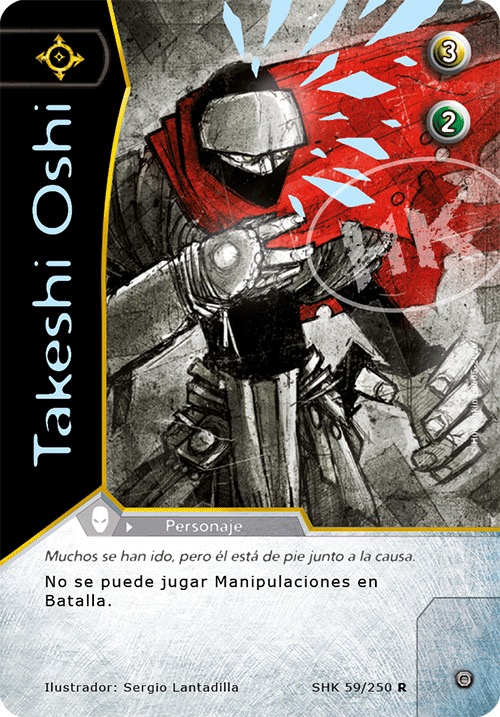 3
2
Takeshi Oshi
HK
Personaje
Muchos se han ido, pero él está de pie junto a la causa.
No se puede jugar Manipulaciones en
Batalla.
Ilustrador: Sergio Lantadilla
SHK 59/250 R